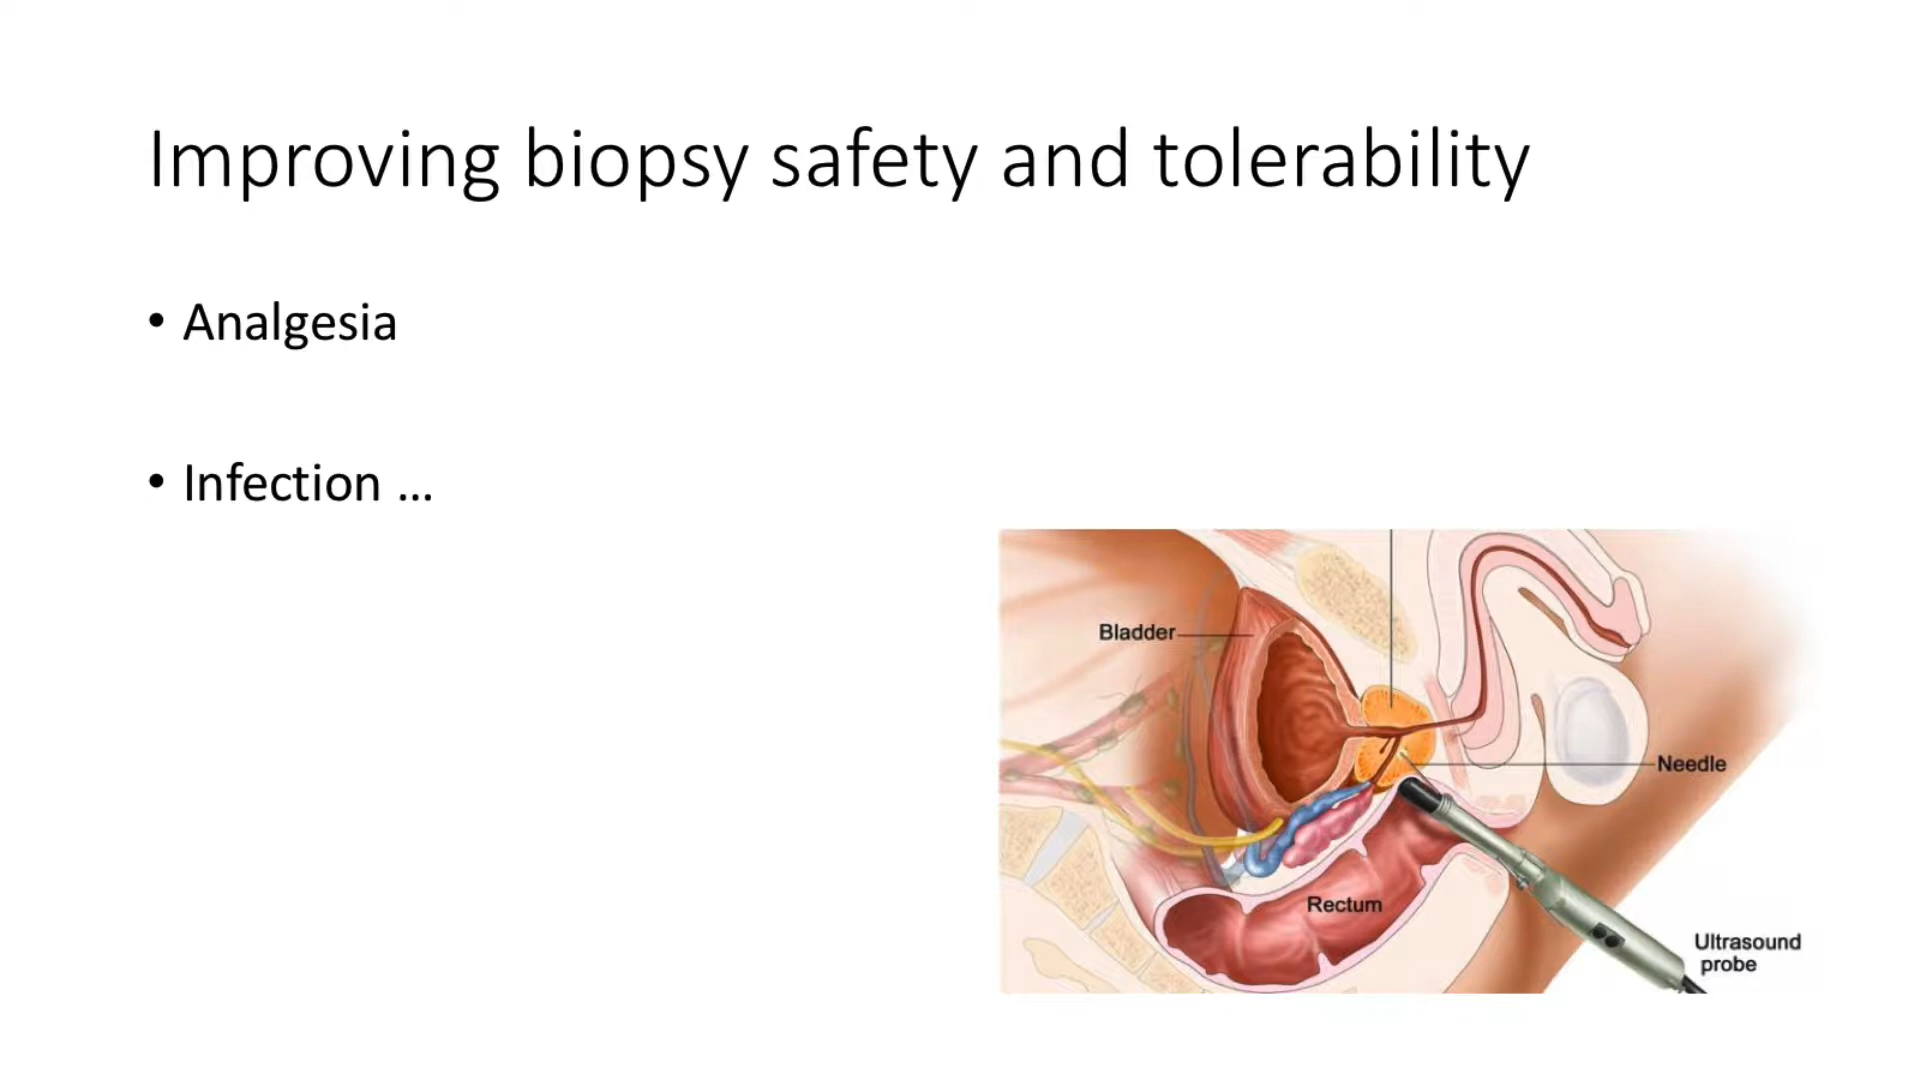 Improving biopsy safety and tolerability
• Analgesia
• Infection ...
Bladder
Needle
Rectum
Ultrasound
probe